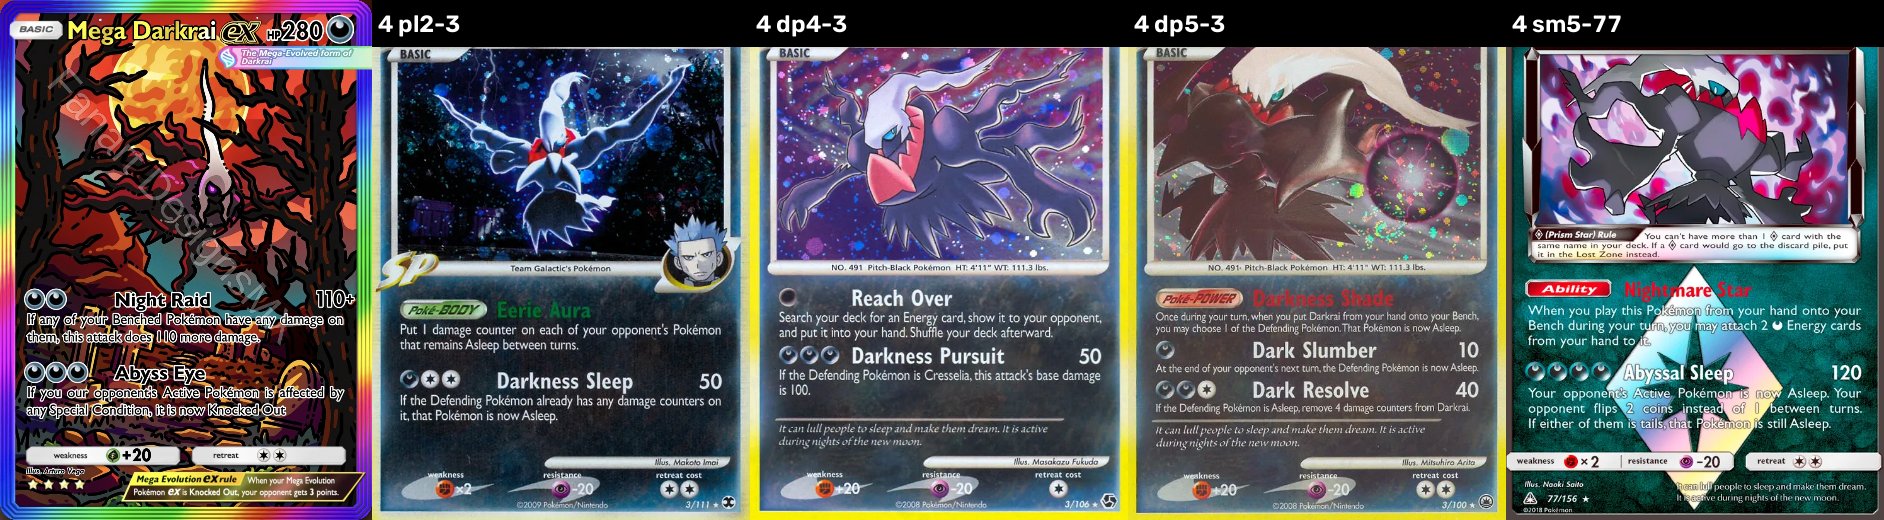 BASIC
Mega Darkrai ex HP280
The Mega-Evolved form of
Darkrai
TartariDesignsM
Night Raid 110+
If any of your Benched Pokémon have any damage on
them, this attack does 110 more damage.
Abyss Eye
If you our opponent's Active Pokémon is affected by
any Special Condition, it is now Knocked Out
weakness +20 retreat
Illus. Arturo Vega
Mega Evolution ex rule When your Mega Evolution
Pokémon ex is Knocked Out, your opponent gets 3 points.
4 pl2-3
BASIC
Team Galactic's Pokémon
SP
Poké-BODY Eerie Aura
Put 1 damage counter on each of your opponent's Pokémon
that remains Asleep between turns.
Darkness Sleep 50
If the Defending Pokémon already has any damage counters on
it, that Pokémon is now Asleep.
Illus. Makoto Imai
weakness resistance retreat cost
×2 -20
©2009 Pokémon/Nintendo 3/111
4 dp4-3
BASIC
NO. 491 Pitch-Black Pokémon HT: 4'11" WT: 111.3 lbs.
Reach Over
Search your deck for an Energy card, show it to your opponent,
and put it into your hand. Shuffle your deck afterward.
Darkness Pursuit 50
If the Defending Pokémon is Cresselia, this attack's base damage
is 100.
It can lull people to sleep and make them dream. It is active
during nights of the new moon.
Illus. Masakazu Fukuda
weakness resistance retreat cost
+20 -20
©2008 Pokémon/Nintendo 3/106
4 dp5-3
BASIC
NO. 491 Pitch-Black Pokémon HT: 4'11" WT: 111.3 lbs.
Poké-POWER Darkness Shade
Once during your turn, when you put Darkrai from your hand onto your Bench,
you may choose 1 of the Defending Pokémon. That Pokémon is now Asleep.
Dark Slumber 10
At the end of your opponent's next turn, the Defending Pokémon is now Asleep.
Dark Resolve 40
If the Defending Pokémon is Asleep, remove 4 damage counters from Darkrai.
It can lull people to sleep and make them dream. It is active
during nights of the new moon.
Illus. Mitsuhiro Arita
weakness resistance retreat cost
+20 -20
©2008 Pokémon/Nintendo 3/100
4 sm5-77
(Prism Star) Rule You can't have more than 1 card with the
same name in your deck. If a card would go to the discard pile, put
it in the Lost Zone instead.
Ability Nightmare Star
When you play this Pokémon from your hand onto your
Bench during your turn, you may attach 2 Energy cards
from your hand to it.
Abyssal Sleep 120
Your opponent's Active Pokémon is now Asleep. Your
opponent flips 2 coins instead of 1 between turns.
If either of them is tails, that Pokémon is still Asleep.
weakness ×2 resistance -20 retreat
Illus. Naoki Saito
77/156
©2018 Pokémon
It can lull people to sleep and make them dream.
It is active during nights of the new moon.